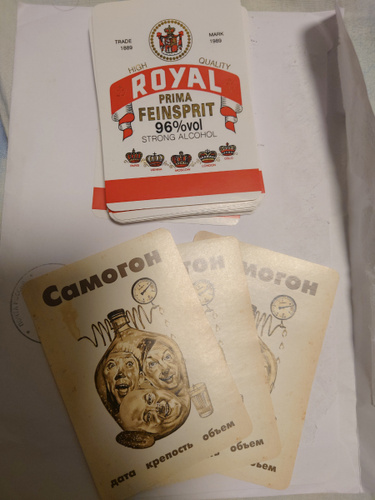 TRADE MARK
1889 1989
HIGH QUALITY
ROYAL
PRIMA
FEINSPRIT
96%vol
STRONG ALCOHOL
Самогон
гон
могон
дата крепость объем
ь объем
объем